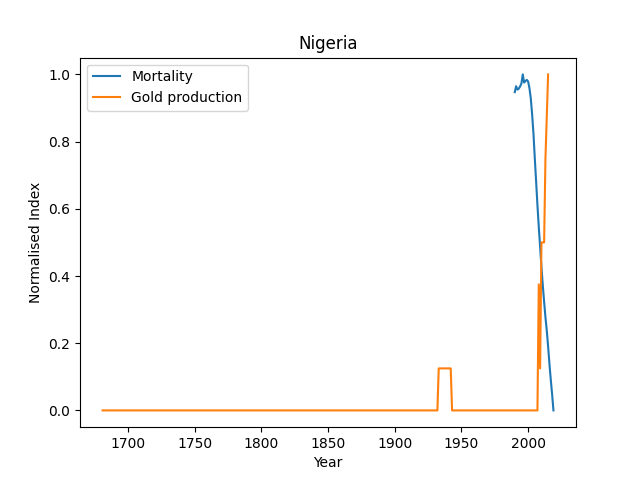 Nigeria
Mortality
Gold production
1.0
0.8
0.6
0.4
0.2
0.0
Normalised Index
1700 1750 1800 1850 1900 1950 2000
Year